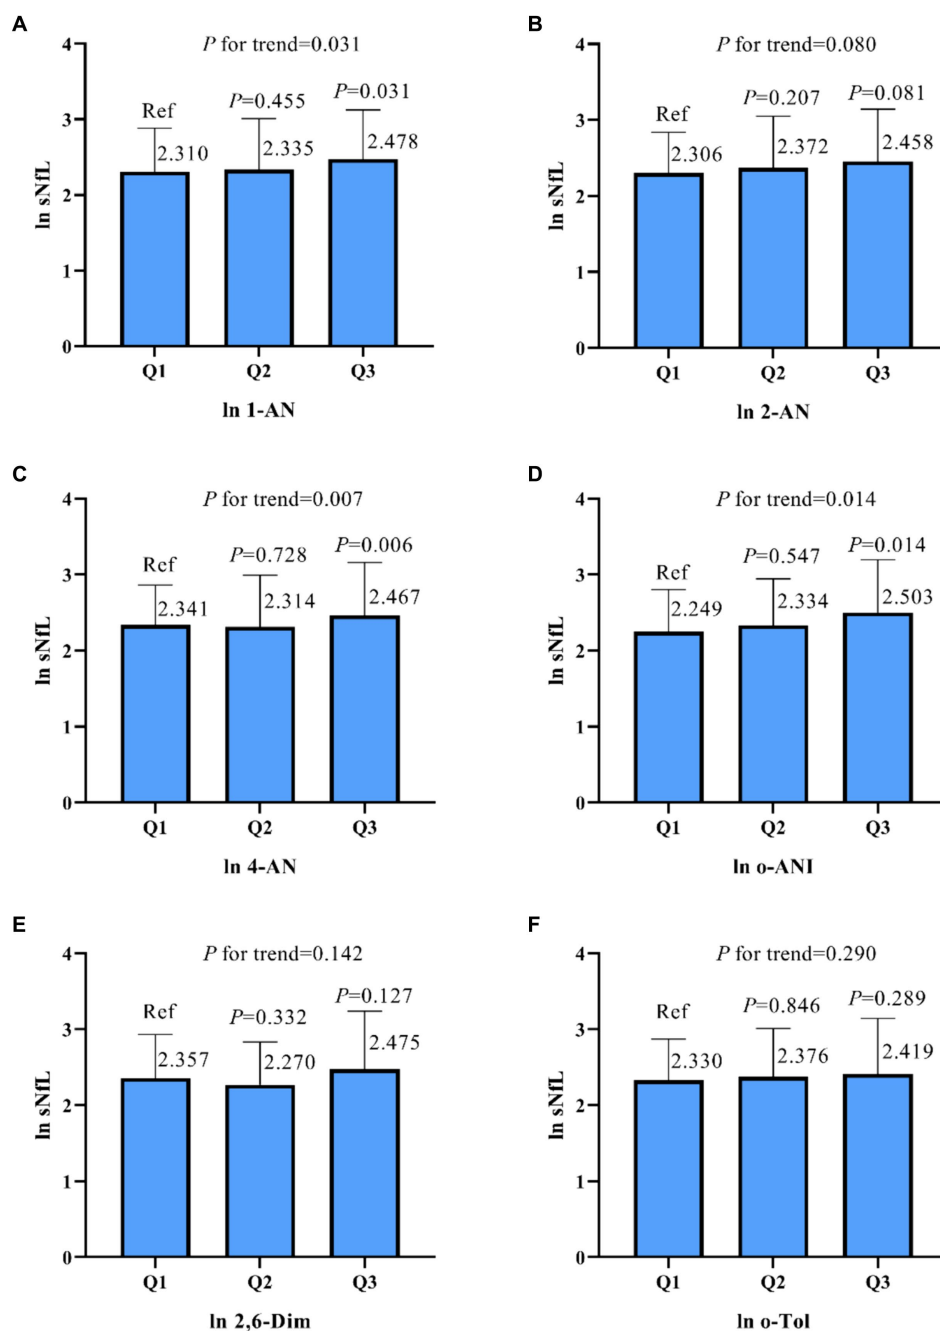 A
P for trend=0.031
4
3
2
1
0
ln sNfL
Ref
P=0.455
P=0.031
2.310
2.335
2.478
Q1
Q2
Q3
ln 1-AN
B
P for trend=0.080
4
3
2
1
0
ln sNfL
Ref
P=0.207
P=0.081
2.306
2.372
2.458
Q1
Q2
Q3
ln 2-AN
C
P for trend=0.007
4
3
2
1
0
ln sNfL
Ref
P=0.728
P=0.006
2.341
2.314
2.467
Q1
Q2
Q3
ln 4-AN
D
P for trend=0.014
4
3
2
1
0
ln sNfL
Ref
P=0.547
P=0.014
2.249
2.334
2.503
Q1
Q2
Q3
ln o-ANI
E
P for trend=0.142
4
3
2
1
0
ln sNfL
Ref
P=0.332
P=0.127
2.357
2.270
2.475
Q1
Q2
Q3
ln 2,6-Dim
F
P for trend=0.290
4
3
2
1
0
ln sNfL
Ref
P=0.846
P=0.289
2.330
2.376
2.419
Q1
Q2
Q3
ln o-Tol